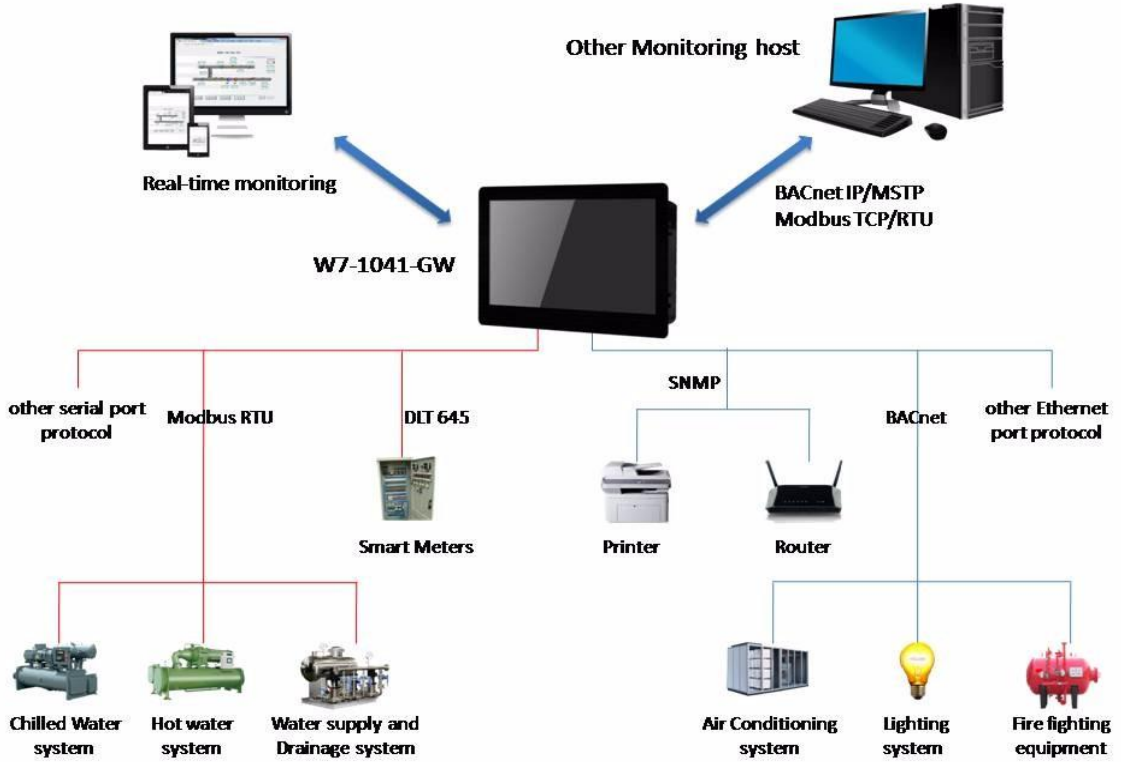 Other Monitoring host
Real-time monitoring
BACnet IP/MSTP
Modbus TCP/RTU
W7-1041-GW
other serial port
protocol
Modbus RTU
DLT 645
SNMP
BACnet
other Ethernet
port protocol
Smart Meters
Printer
Router
Chilled Water
system
Hot water
system
Water supply and
Drainage system
Air Conditioning
system
Lighting
system
Fire fighting
equipment